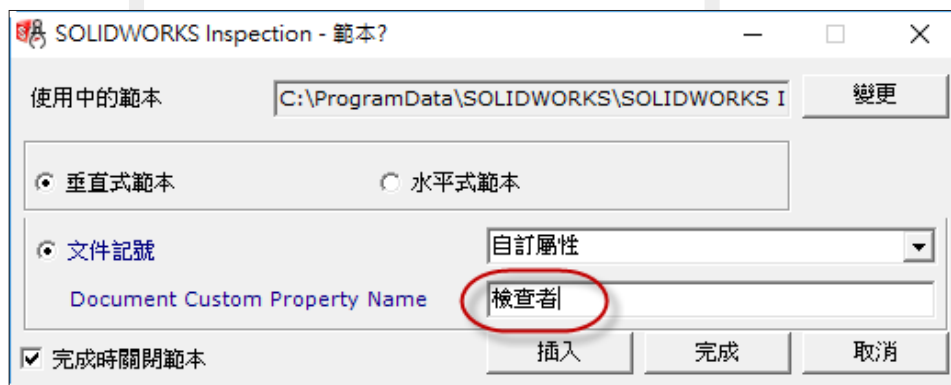 SOLIDWORKS Inspection - 範本?
使用中的範本 C:\ProgramData\SOLIDWORKS\SOLIDWORKS I 變更
垂直式範本 水平式範本
文件記號 自訂屬性
Document Custom Property Name 檢查者
完成時關閉範本 插入 完成 取消